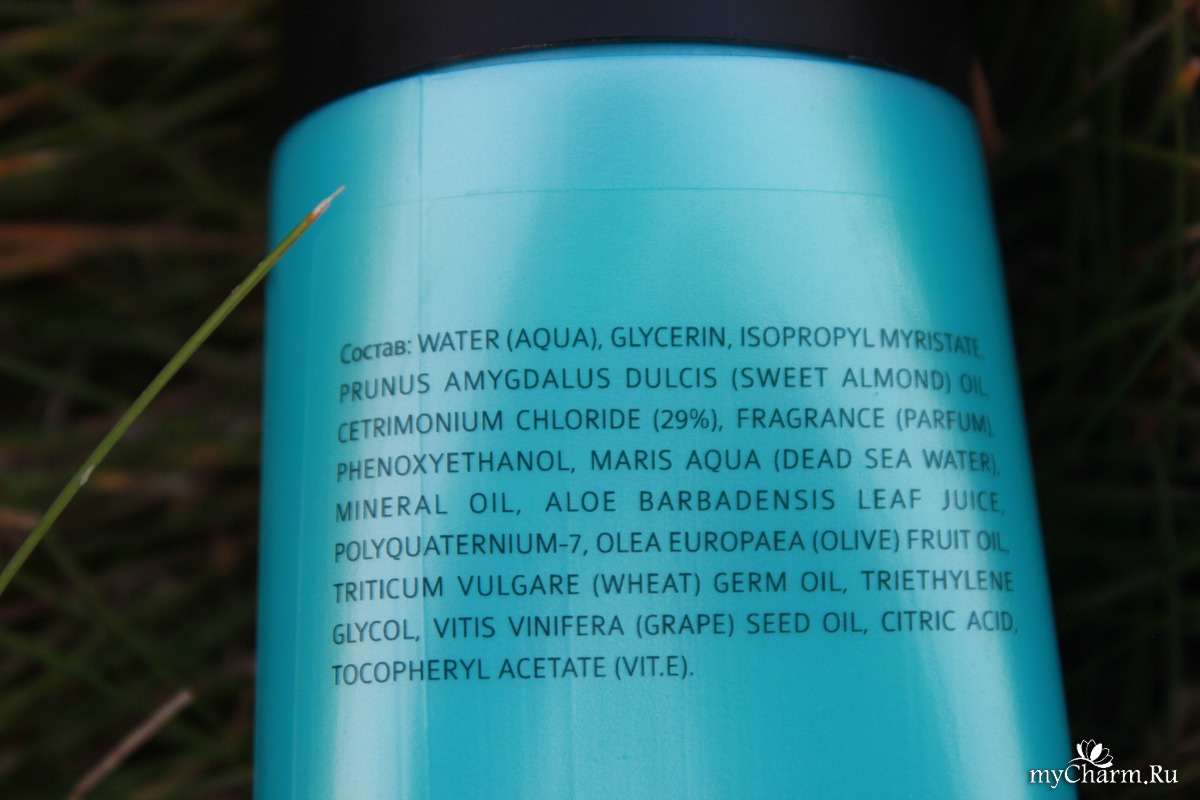 Состав: WATER (AQUA), GLYCERIN, ISOPROPYL MYRISTATE,
PRUNUS AMYGDALUS DULCIS (SWEET ALMOND) OIL,
CETRIMONIUM CHLORIDE (29%), FRAGRANCE (PARFUM),
PHENOXYETHANOL, MARIS AQUA (DEAD SEA WATER),
MINERAL OIL, ALOE BARBADENSIS LEAF JUICE,
POLYQUATERNIUM-7, OLEA EUROPAEA (OLIVE) FRUIT OIL,
TRITICUM VULGARE (WHEAT) GERM OIL, TRIETHYLENE
GLYCOL, VITIS VINIFERA (GRAPE) SEED OIL, CITRIC ACID,
TOCOPHERYL ACETATE (VIT.E).
myCharm.Ru